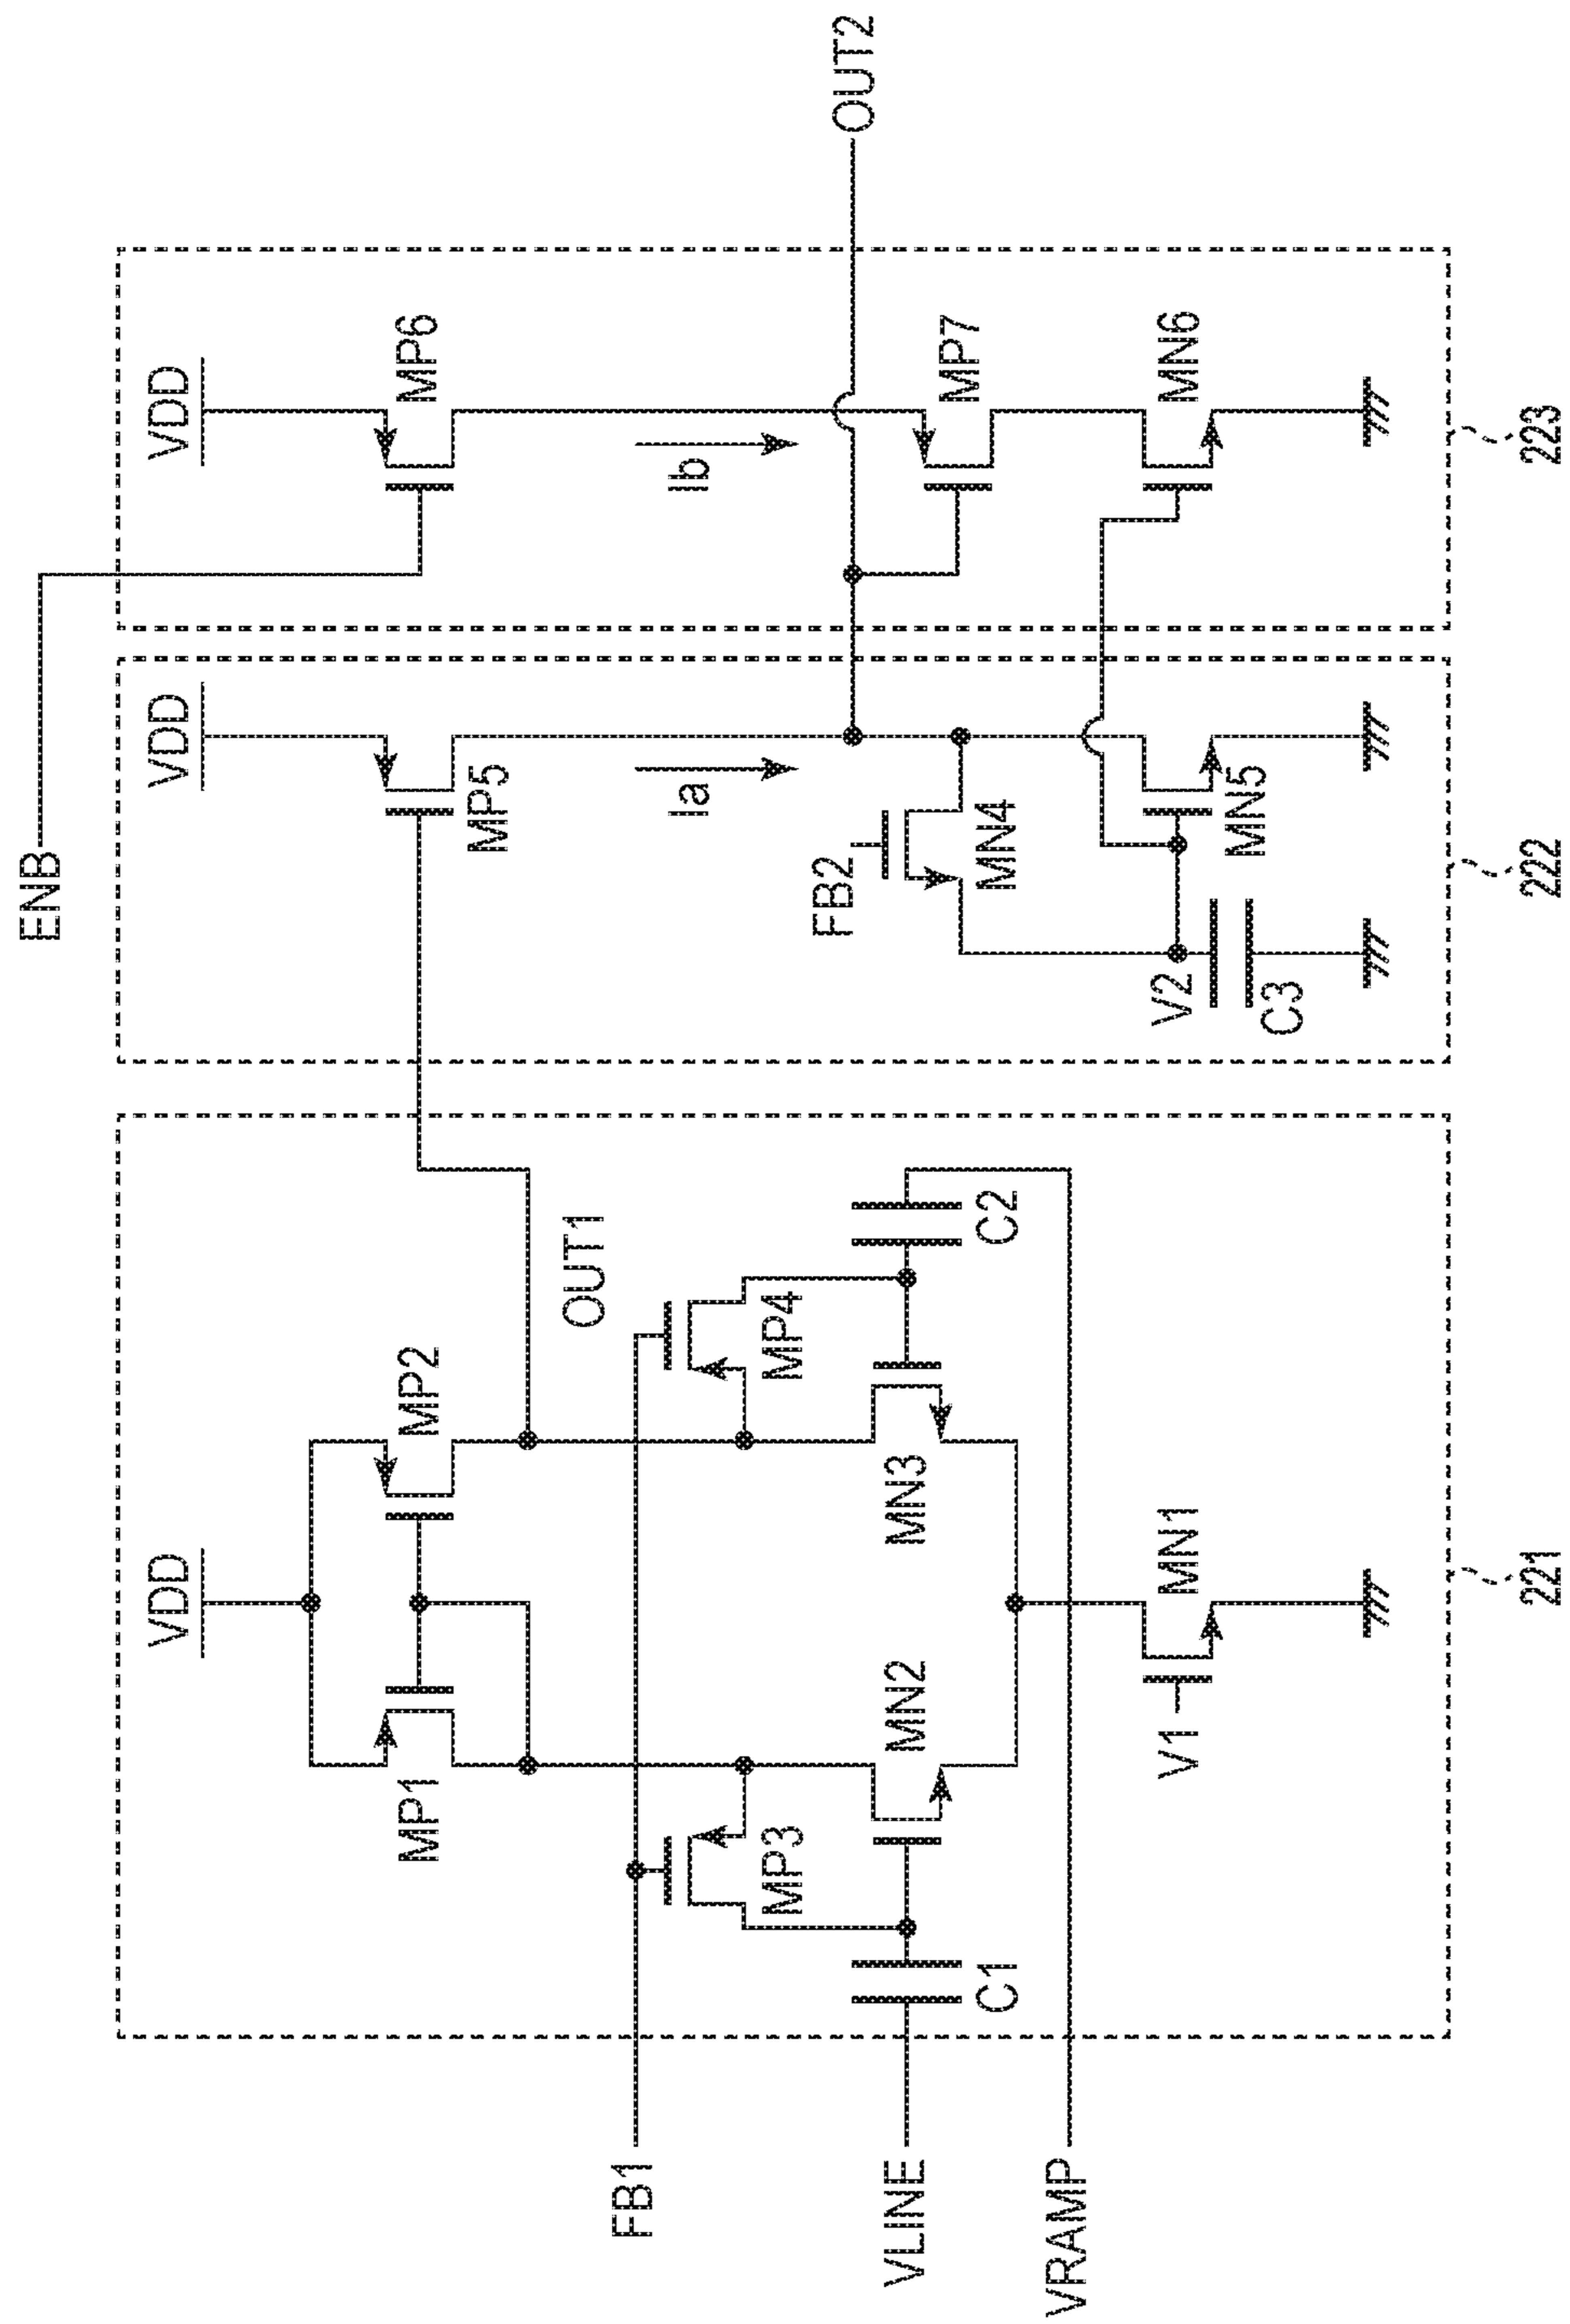 ENB
VDD
MP6
VDD
MP5
VDD
MP1
MP2
OUT1
Ia
Ib
OUT2
FB1
MP3
MP4
FB2
MN4
MP7
VLINE
C1
MN2
MN3
C2
VRAMP
V1
MN1
V2
C3
MN5
MN6
221
222
223